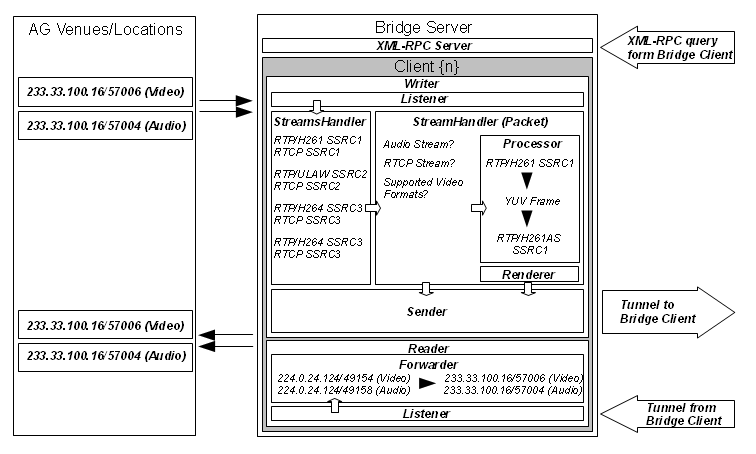 AG Venues/Locations
233.33.100.16/57006 (Video)
233.33.100.16/57004 (Audio)
233.33.100.16/57006 (Video)
233.33.100.16/57004 (Audio)
Bridge Server
XML-RPC Server
Client {n}
Writer
Listener
StreamsHandler
RTP/H261 SSRC1
RTCP SSRC1
RTP/ULAW SSRC2
RTCP SSRC2
RTP/H264 SSRC3
RTCP SSRC3
RTP/H264 SSRC3
RTCP SSRC3
StreamHandler (Packet)
Audio Stream?
RTCP Stream?
Supported Video
Formats?
Processor
RTP/H261 SSRC1
YUV Frame
RTP/H261AS
SSRC1
Renderer
Sender
Reader
Forwarder
224.0.24.124/49154 (Video)
224.0.24.124/49158 (Audio)
233.33.100.16/57006 (Video)
233.33.100.16/57004 (Audio)
Listener
XML-RPC query
form Bridge Client
Tunnel to
Bridge Client
Tunnel from
Bridge Client